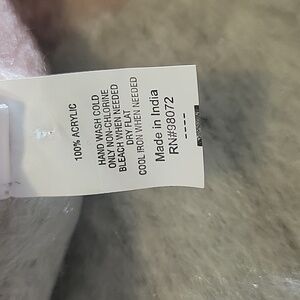 100% ACRYLIC
HAND WASH COLD
ONLY NON-CHLORINE
BLEACH WHEN NEEDED
DRY FLAT
COOL IRON WHEN NEEDED
Made in India
RN#98072
----